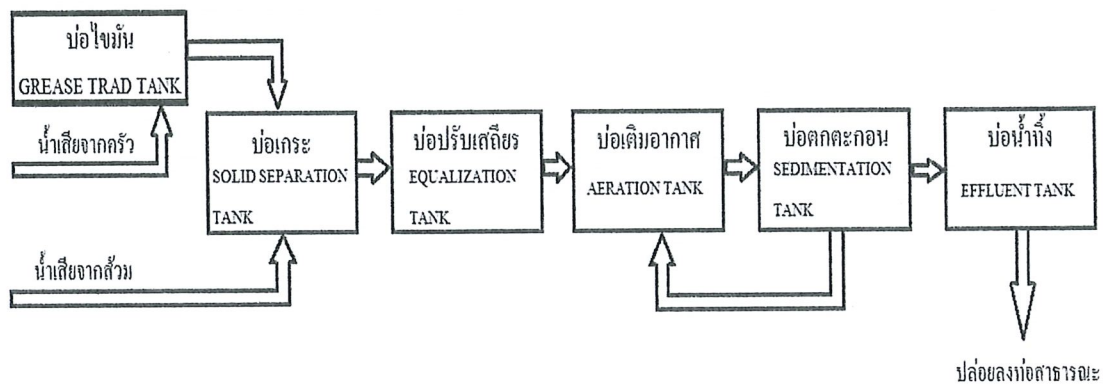 บ่อไขมัน
GREASE TRAD TANK
น้ำเสียจากครัว
บ่อเกระ
SOLID SEPARATION
TANK
บ่อปรับเสถียร
EQUALIZATION
TANK
บ่อเติมอากาศ
AERATION TANK
บ่อตกตะกอน
SEDIMENTATION
TANK
บ่อน้ำทิ้ง
EFFLUENT TANK
น้ำเสียจากส้วม
ปล่อยลงท่อสาธารณะ